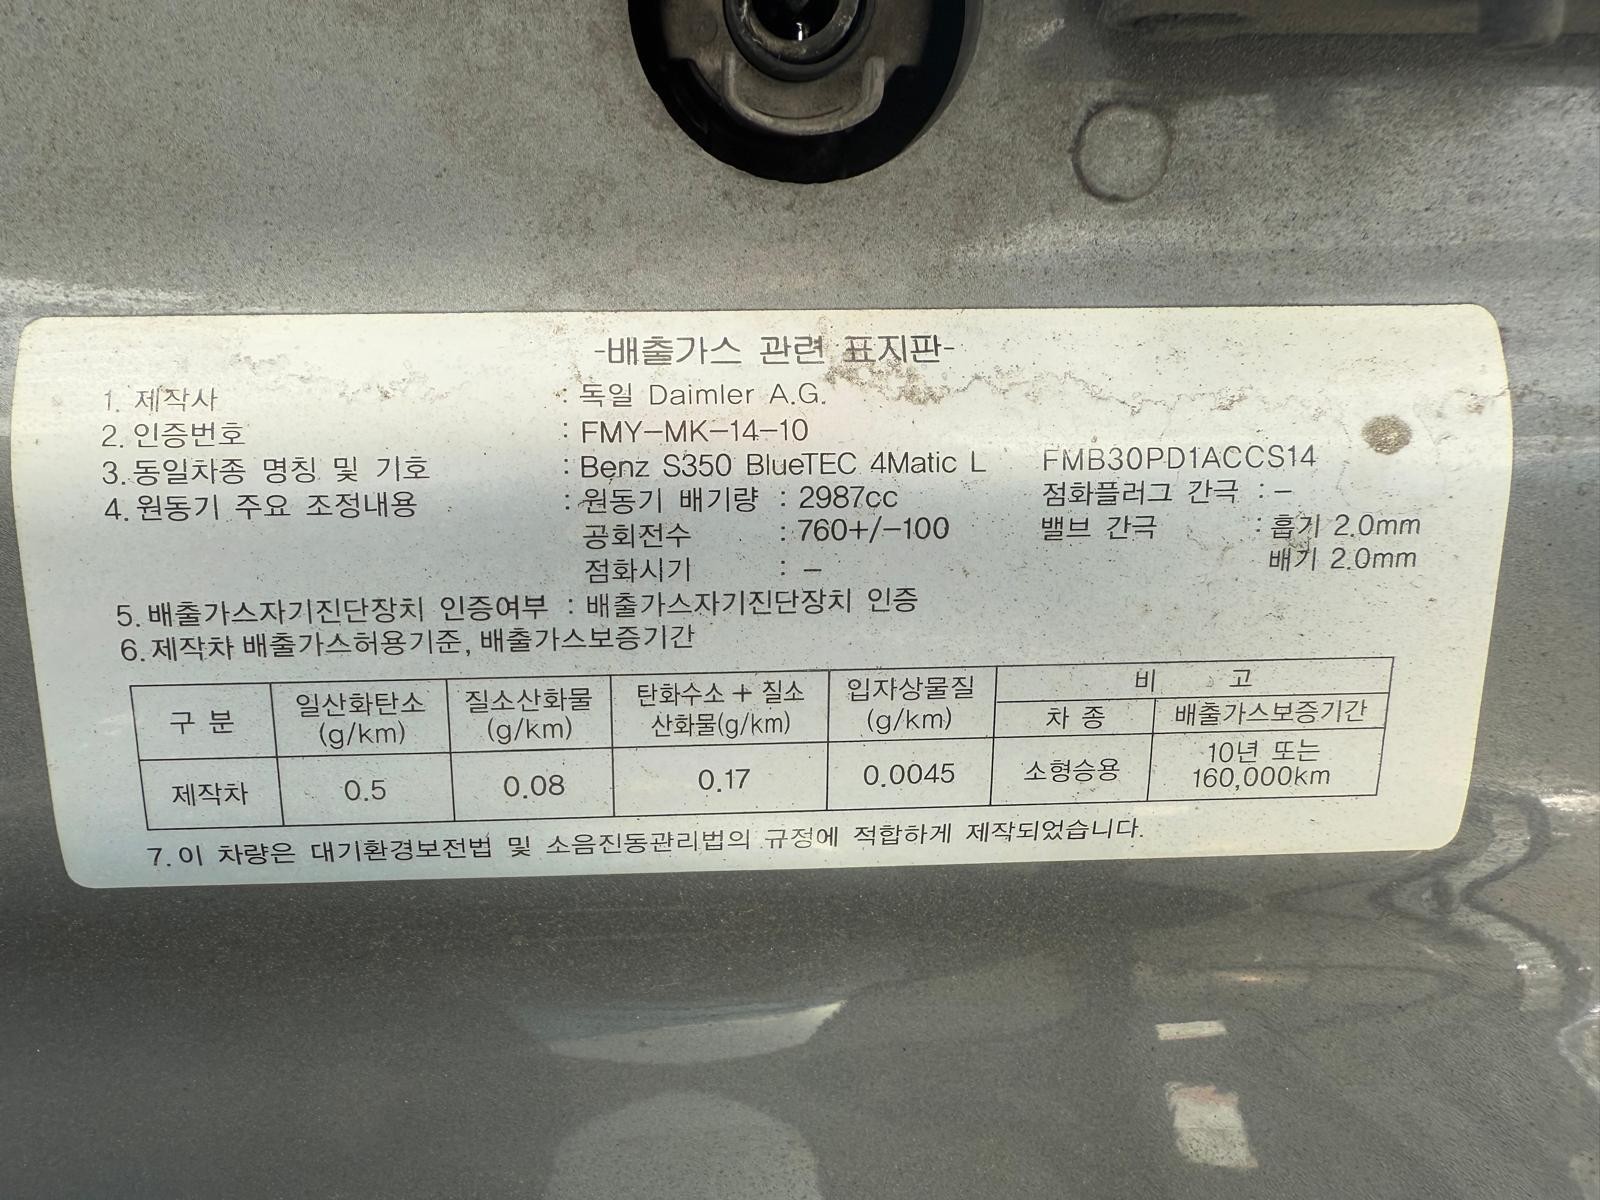 -배출가스 관련 표지판-
1. 제작사 : 독일 Daimler A.G.
2. 인증번호 : FMY-MK-14-10
3. 동일차종 명칭 및 기호 : Benz S350 BlueTEC 4Matic L FMB30PD1ACCS14
4. 원동기 주요 조정내용 : 원동기 배기량 : 2987cc 점화플러그 간극 : -
공회전수 : 760+/-100 밸브 간극 : 흡기 2.0mm
점화시기 : - 배기 2.0mm
5. 배출가스자기진단장치 인증여부 : 배출가스자기진단장치 인증
6. 제작차 배출가스허용기준, 배출가스보증기간
구 분 일산화탄소 (g/km) 질소산화물 (g/km) 탄화수소 + 질소 산화물(g/km) 입자상물질 (g/km) 비 고
차 종 배출가스보증기간
제작차 0.5 0.08 0.17 0.0045 소형승용 10년 또는 160,000km
7. 이 차량은 대기환경보전법 및 소음진동관리법의 규정에 적합하게 제작되었습니다.